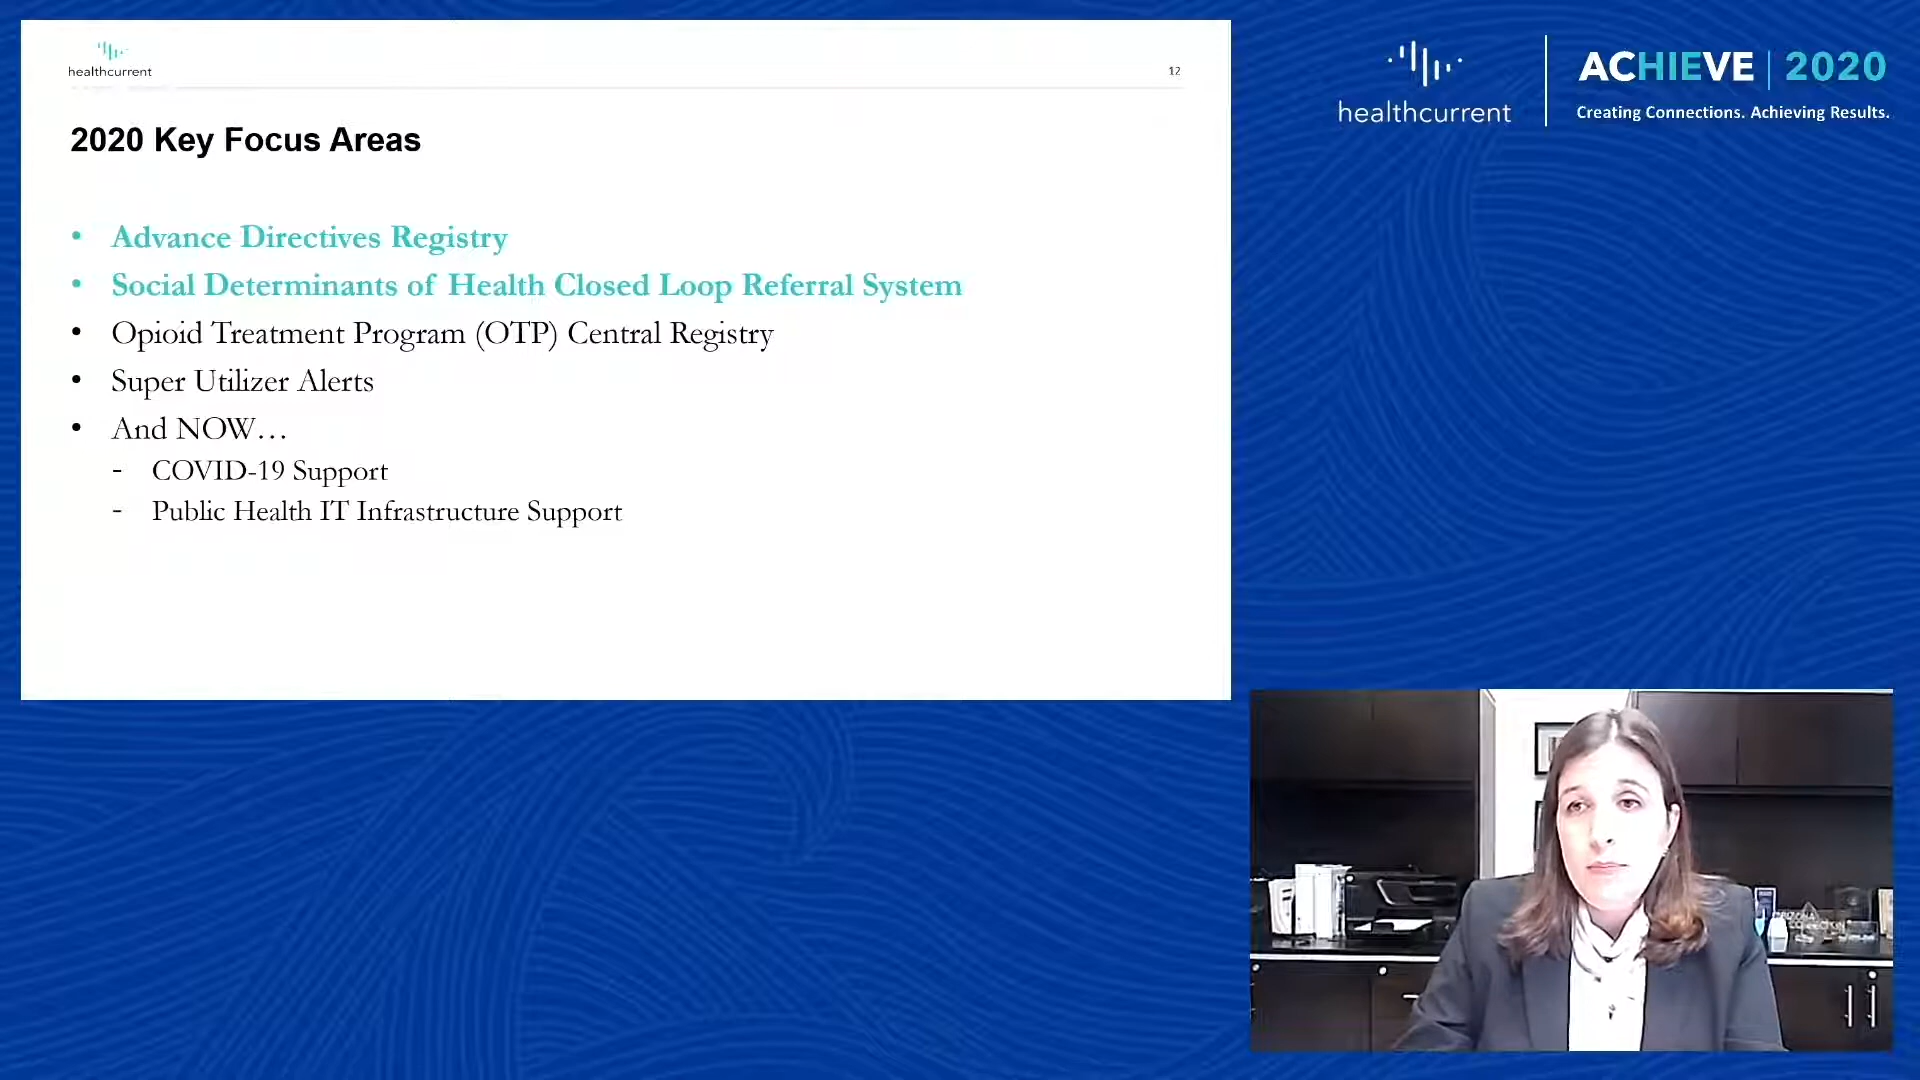 healthcurrent
12
2020 Key Focus Areas
• Advance Directives Registry
• Social Determinants of Health Closed Loop Referral System
• Opioid Treatment Program (OTP) Central Registry
• Super Utilizer Alerts
• And NOW…
- COVID-19 Support
- Public Health IT Infrastructure Support
healthcurrent
ACHIEVE | 2020
Creating Connections. Achieving Results.